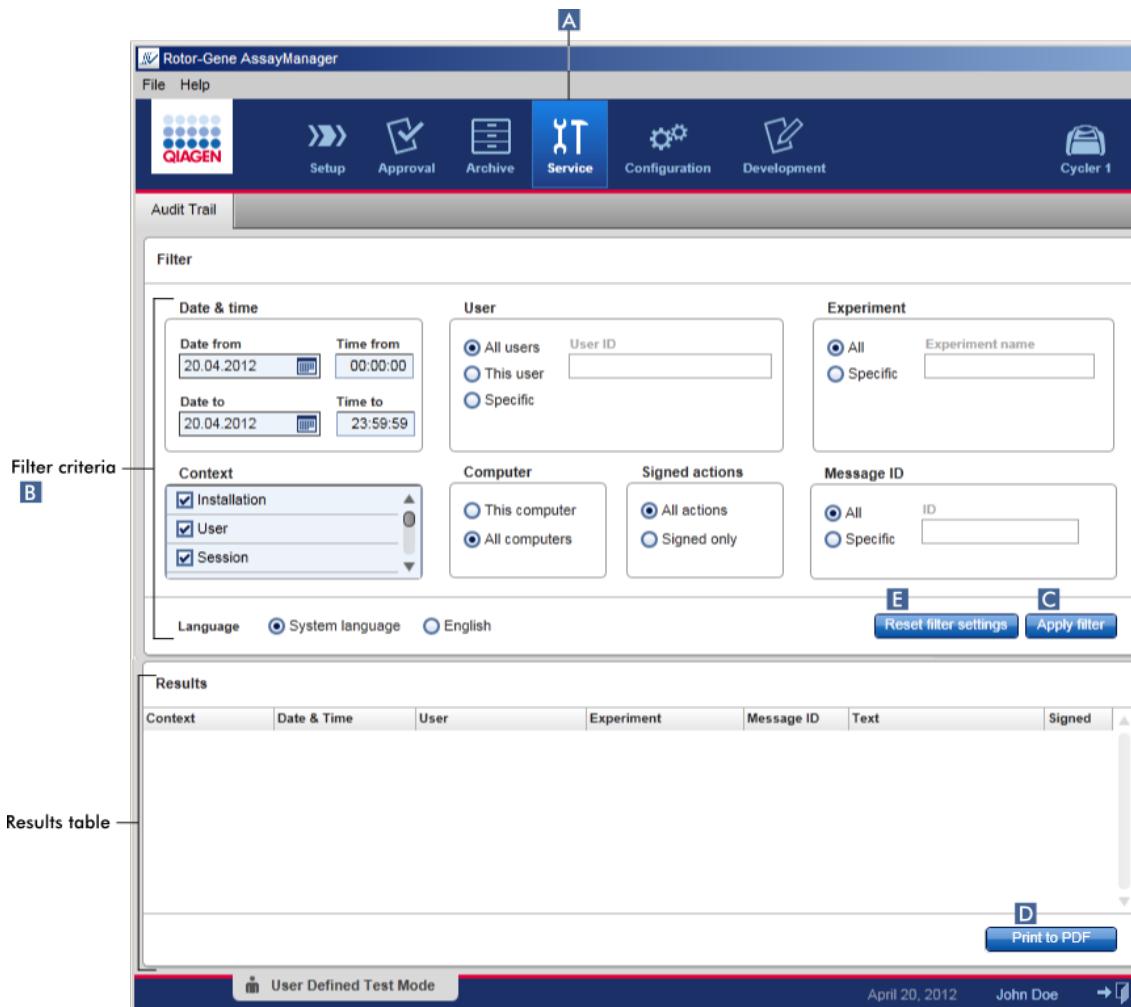 A
Rotor-Gene AssayManager
File Help
QIAGEN
Setup Approval Archive Service Configuration Development Cycler 1
Audit Trail
Filter
Date & time User Experiment
Date from Time from
20.04.2012 00:00:00
Date to Time to
20.04.2012 23:59:59
All users User ID
This user
Specific
All Experiment name
Specific
Filter criteria
B
Context Computer Signed actions Message ID
Installation
User
Session
This computer
All computers
All actions
Signed only
All ID
Specific
E C
Language System language English Reset filter settings Apply filter
Results
Context Date & Time User Experiment Message ID Text Signed
Results table
D
Print to PDF
User Defined Test Mode April 20, 2012 John Doe